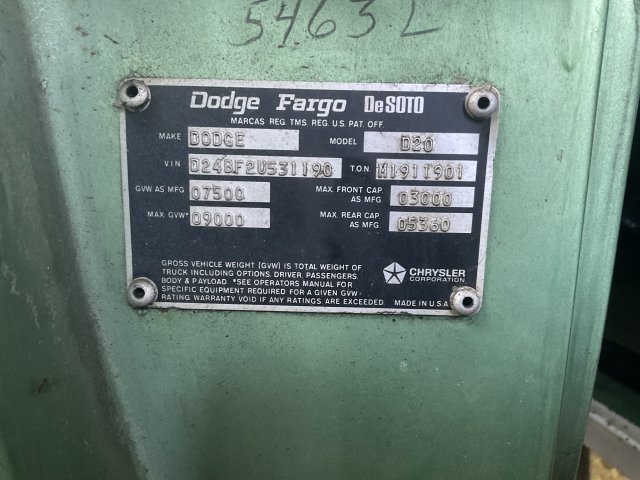 5463 L
Dodge Fargo DeSOTO
MARCAS REG. TMS. REG. U.S. PAT. OFF.
MAKE DODGE MODEL D20
VIN D24BF2U531190 T.O.N. M191T901
GVW AS MFG 07500 MAX. FRONT CAP AS MFG. 03000
MAX. GVW* 09000 MAX. REAR CAP AS MFG. 05360
GROSS VEHICLE WEIGHT (GVW) IS TOTAL WEIGHT OF
TRUCK INCLUDING OPTIONS, DRIVER, PASSENGERS,
BODY & PAYLOAD. *SEE OPERATORS MANUAL FOR
SPECIFIC EQUIPMENT REQUIRED FOR A GIVEN GVW.
RATING WARRANTY VOID IF ANY RATINGS ARE EXCEEDED.
CHRYSLER
CORPORATION
MADE IN U.S.A.